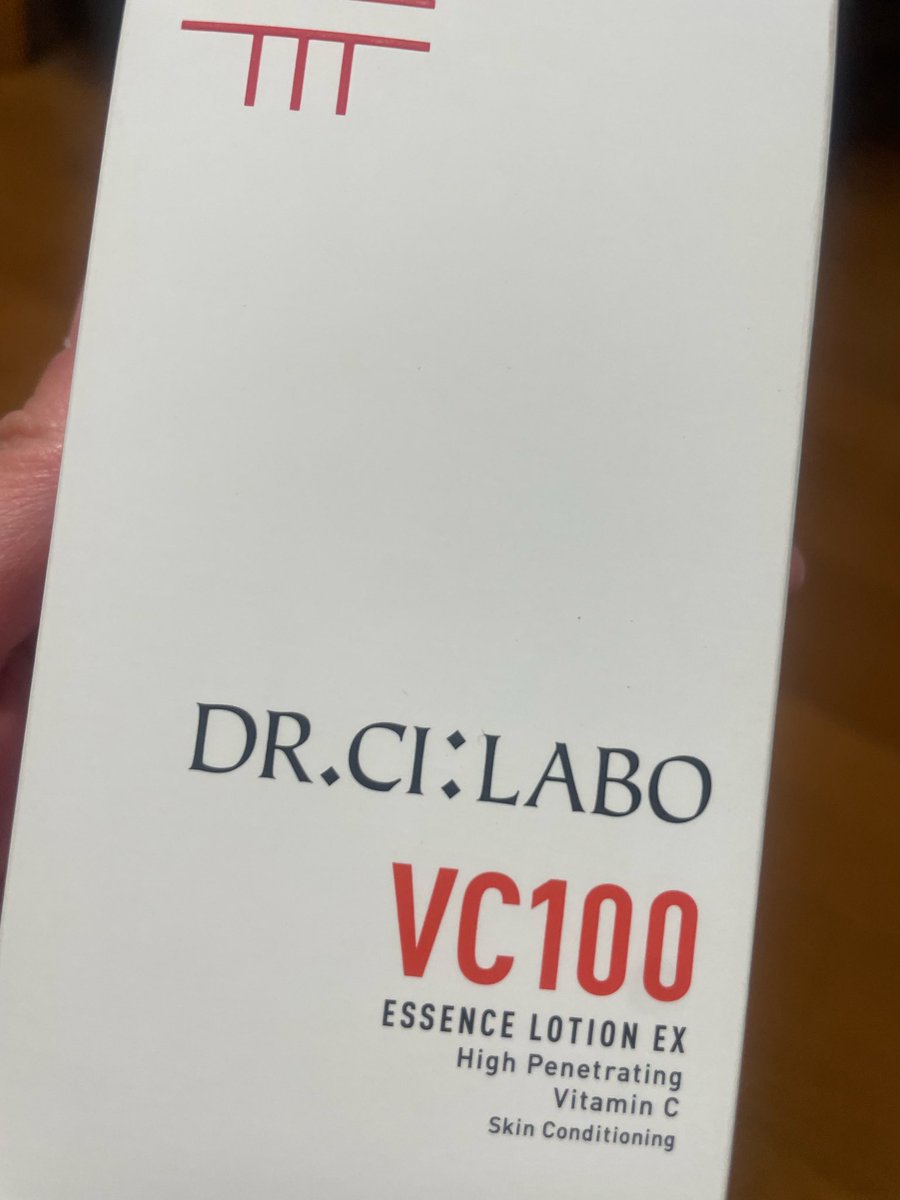 DR.CI:LABO
VC100
ESSENCE LOTION EX
High Penetrating
Vitamin C
Skin Conditioning